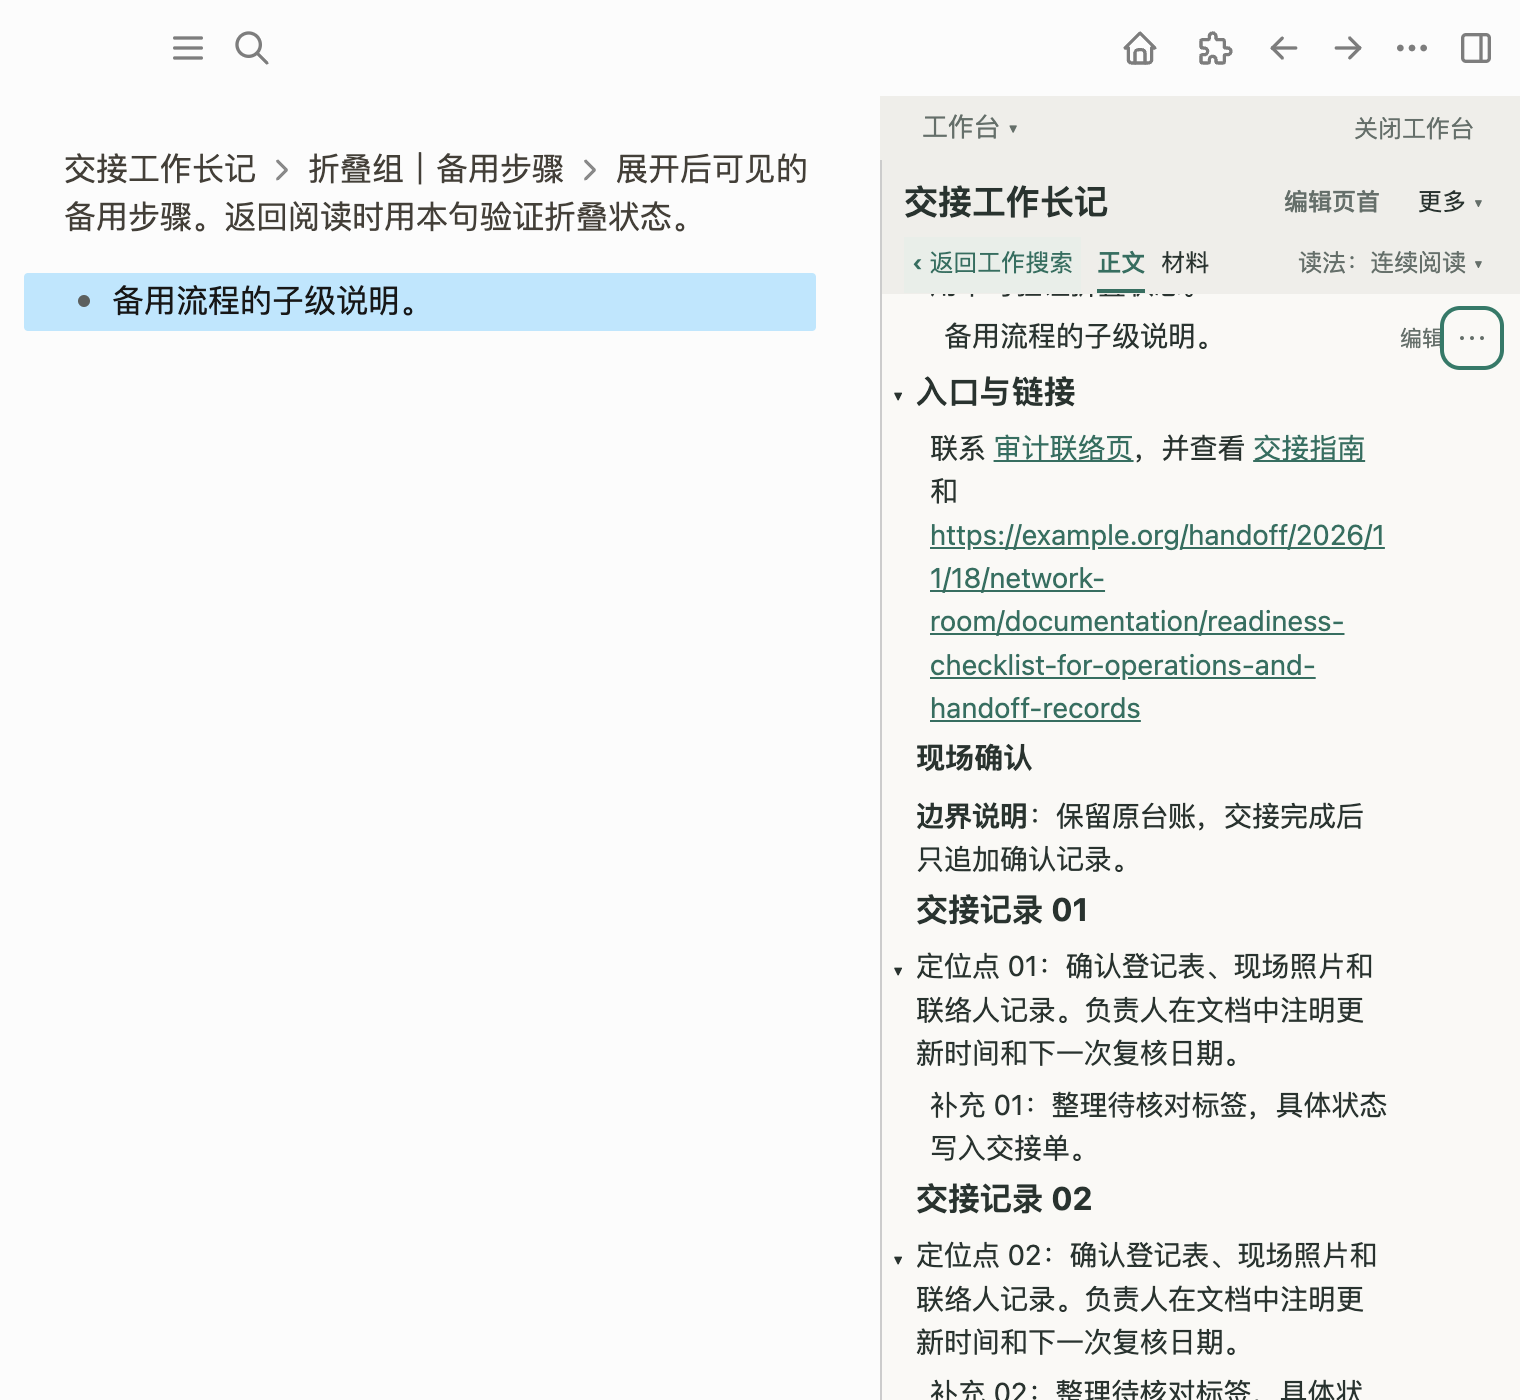 交接工作长记 > 折叠组 | 备用步骤 > 展开后可见的
备用步骤。返回阅读时用本句验证折叠状态。
备用流程的子级说明。
工作台
关闭工作台
交接工作长记
编辑页首
更多
‹ 返回工作搜索
正文
材料
读法：连续阅读
备用流程的子级说明。
编辑
入口与链接
联系 审计联络页，并查看 交接指南
和
https://example.org/handoff/2026/1
1/18/network-
room/documentation/readiness-
checklist-for-operations-and-
handoff-records
现场确认
边界说明：保留原台账，交接完成后
只追加确认记录。
交接记录 01
定位点 01：确认登记表、现场照片和
联络人记录。负责人在文档中注明更
新时间和下一次复核日期。
补充 01：整理待核对标签，具体状态
写入交接单。
交接记录 02
定位点 02：确认登记表、现场照片和
联络人记录。负责人在文档中注明更
新时间和下一次复核日期。
补充 02：整理待核对标签，具体状